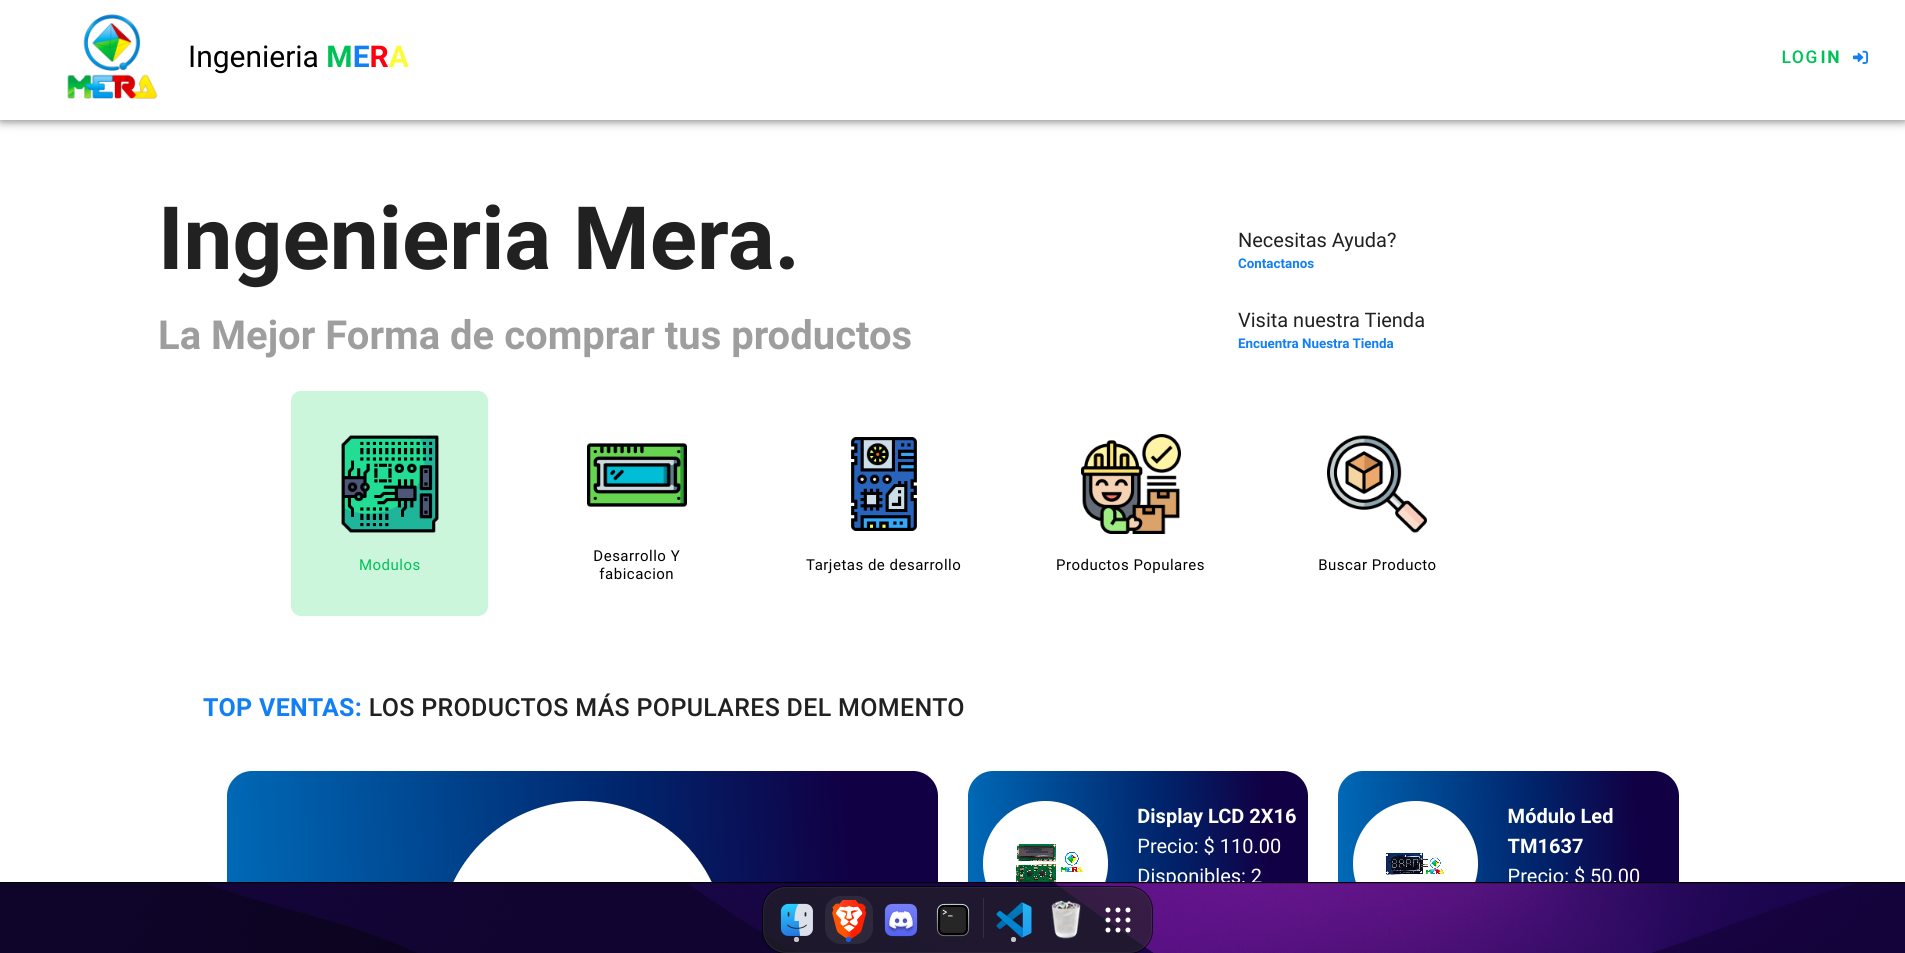 MERA
Ingenieria MERA
LOGIN
Ingenieria Mera.
La Mejor Forma de comprar tus productos
Necesitas Ayuda?
Contactanos
Visita nuestra Tienda
Encuentra Nuestra Tienda
Modulos
Desarrollo Y
fabicacion
Tarjetas de desarrollo
Productos Populares
Buscar Producto
TOP VENTAS: LOS PRODUCTOS MÁS POPULARES DEL MOMENTO
Display LCD 2X16
Precio: $ 110.00
Disponibles: 2
MERA
Módulo Led
TM1637
Precio: $ 50.00